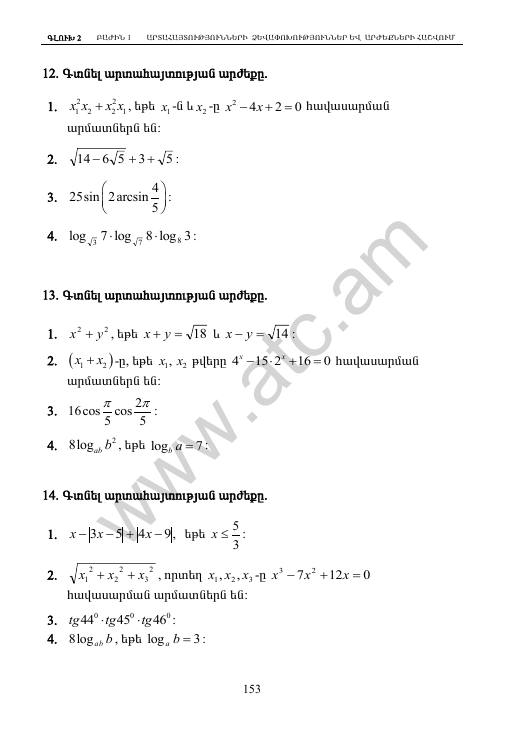 ԳԼՈՒԽ 2 ԲԱԺԻՆ I ԱՐՏԱՀԱՅՏՈՒԹՅՈՒՆՆԵՐԻ ՁԵՎԱՓՈԽՈՒԹՅՈՒՆՆԵՐ ԵՎ ԱՐԺԵՔՆԵՐԻ ՀԱՇՎՈՒՄ
12. Գտնել արտահայտության արժեքը.
1. x₁²x₂ + x₂²x₁, եթե x₁-ն և x₂-ը x² − 4x + 2 = 0 հավասարման
արմատներն են:
2. √(14 − 6√5) + 3 + √5 :
3. 25 sin(2 arcsin 4/5):
4. log_√3 7 · log_√7 8 · log₈ 3 :
13. Գտնել արտահայտության արժեքը.
1. x² + y², եթե x + y = √18 և x − y = √14 :
2. (x₁ + x₂)-ը, եթե x₁, x₂ թվերը 4ˣ − 15 · 2ˣ + 16 = 0 հավասարման
արմատներն են:
3. 16 cos π/5 cos 2π/5 :
4. 8 log_ab b², եթե log_b a = 7 :
14. Գտնել արտահայտության արժեքը.
1. x − |3x − 5| + |4x − 9|, եթե x ≤ 5/3 :
2. √(x₁² + x₂² + x₃²), որտեղ x₁, x₂, x₃-ը x³ − 7x² + 12x = 0
հավասարման արմատներն են:
3. tg44⁰ · tg45⁰ · tg46⁰ :
4. 8 log_ab b, եթե log_a b = 3 :
153
www.atc.am